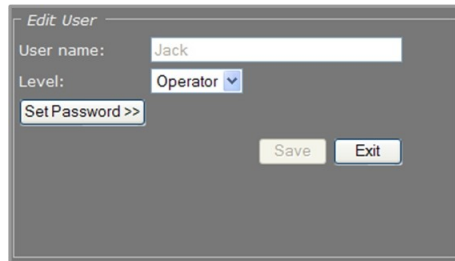 Edit User
User name: Jack
Level: Operator
Set Password >>
Save Exit